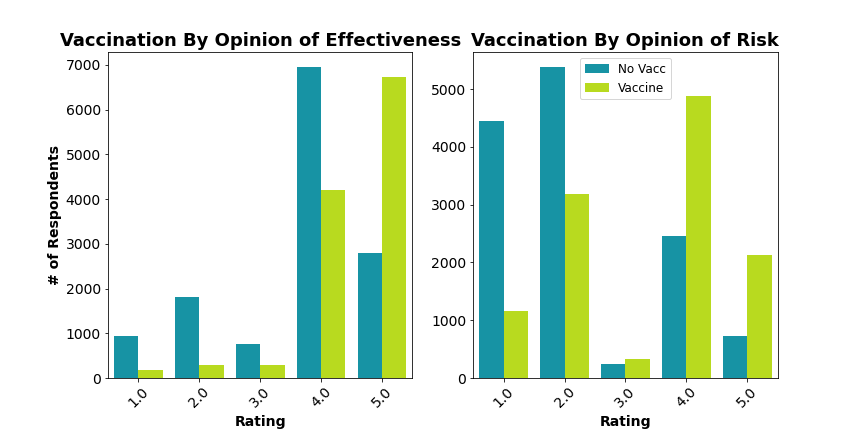 Vaccination By Opinion of Effectiveness
7000
6000
5000
4000
3000
2000
1000
0
# of Respondents
1.0 2.0 3.0 4.0 5.0
Rating
Vaccination By Opinion of Risk
No Vacc
Vaccine
5000
4000
3000
2000
1000
0
1.0 2.0 3.0 4.0 5.0
Rating